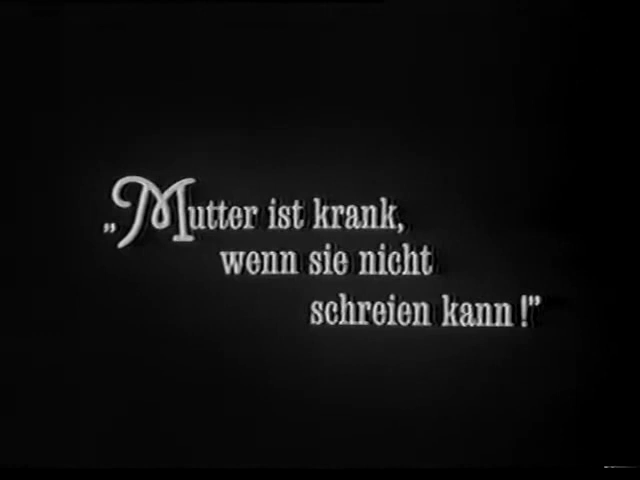 „Mutter ist krank,
wenn sie nicht
schreien kann!”